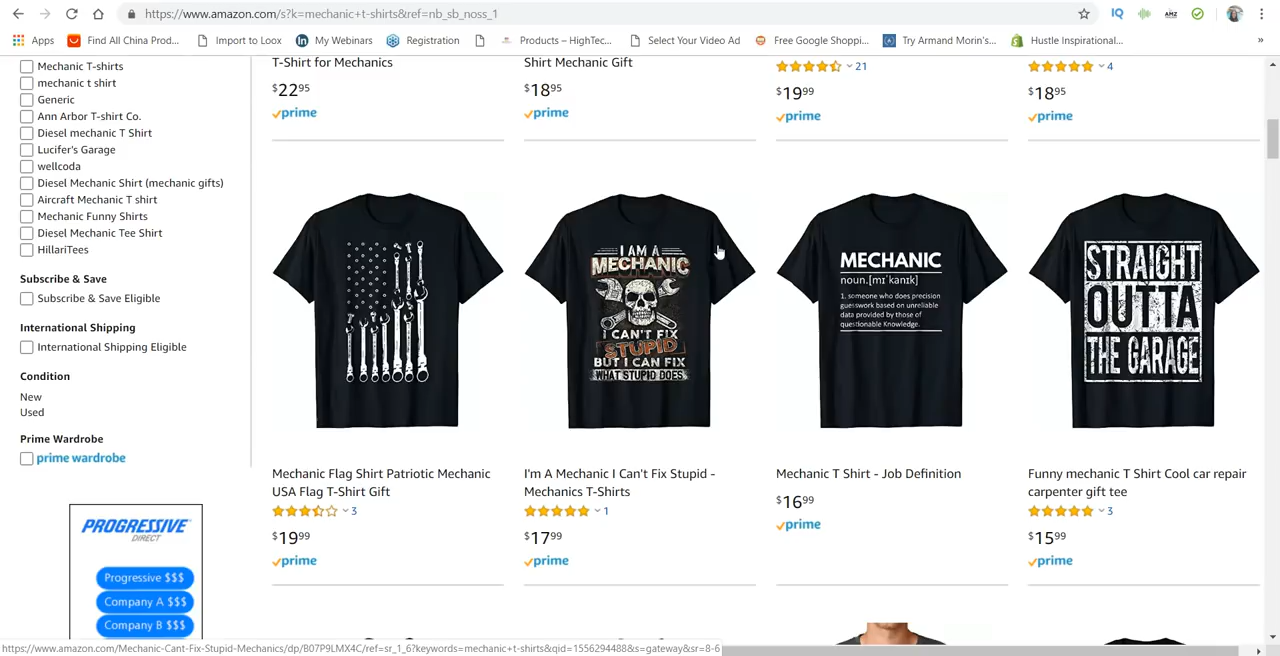 https://www.amazon.com/s?k=mechanic+t-shirts&ref=nb_sb_noss_1
IQ
AMZ
Apps
Find All China Prod...
Import to Loox
My Webinars
Registration
Products – HighTec...
Select Your Video Ad
Free Google Shoppi...
Try Armand Morin's...
Hustle Inspirational...
»
Mechanic T-shirts
mechanic t shirt
Generic
Ann Arbor T-shirt Co.
Diesel mechanic T Shirt
Lucifer's Garage
wellcoda
Diesel Mechanic Shirt (mechanic gifts)
Aircraft Mechanic T shirt
Mechanic Funny Shirts
Diesel Mechanic Tee Shirt
HillariTees
Subscribe & Save
Subscribe & Save Eligible
International Shipping
International Shipping Eligible
Condition
New
Used
Prime Wardrobe
prime wardrobe
PROGRESSIVE
DIRECT
Progressive $$$
Company A $$$
Company B $$$
T-Shirt for Mechanics
$22.95
prime
Shirt Mechanic Gift
$18.95
prime
21
$19.99
prime
4
$18.95
prime
I AM A
MECHANIC
I CAN'T FIX
STUPID
BUT I CAN FIX
WHAT STUPID DOES
MECHANIC
noun.[mɪ'kanɪk]
1. someone who does precision
guesswork based on unreliable
data provided by those of
questionable Knowledge.
STRAIGHT
OUTTA
THE GARAGE
Mechanic Flag Shirt Patriotic Mechanic
USA Flag T-Shirt Gift
3
$19.99
prime
I'm A Mechanic I Can't Fix Stupid -
Mechanics T-Shirts
1
$17.99
prime
Mechanic T Shirt - Job Definition
$16.99
prime
Funny mechanic T Shirt Cool car repair
carpenter gift tee
3
$15.99
prime
https://www.amazon.com/Mechanic-Cant-Fix-Stupid-Mechanics/dp/B07P9LMX4C/ref=sr_1_6?keywords=mechanic+t-shirts&qid=1556294488&s=gateway&sr=8-6